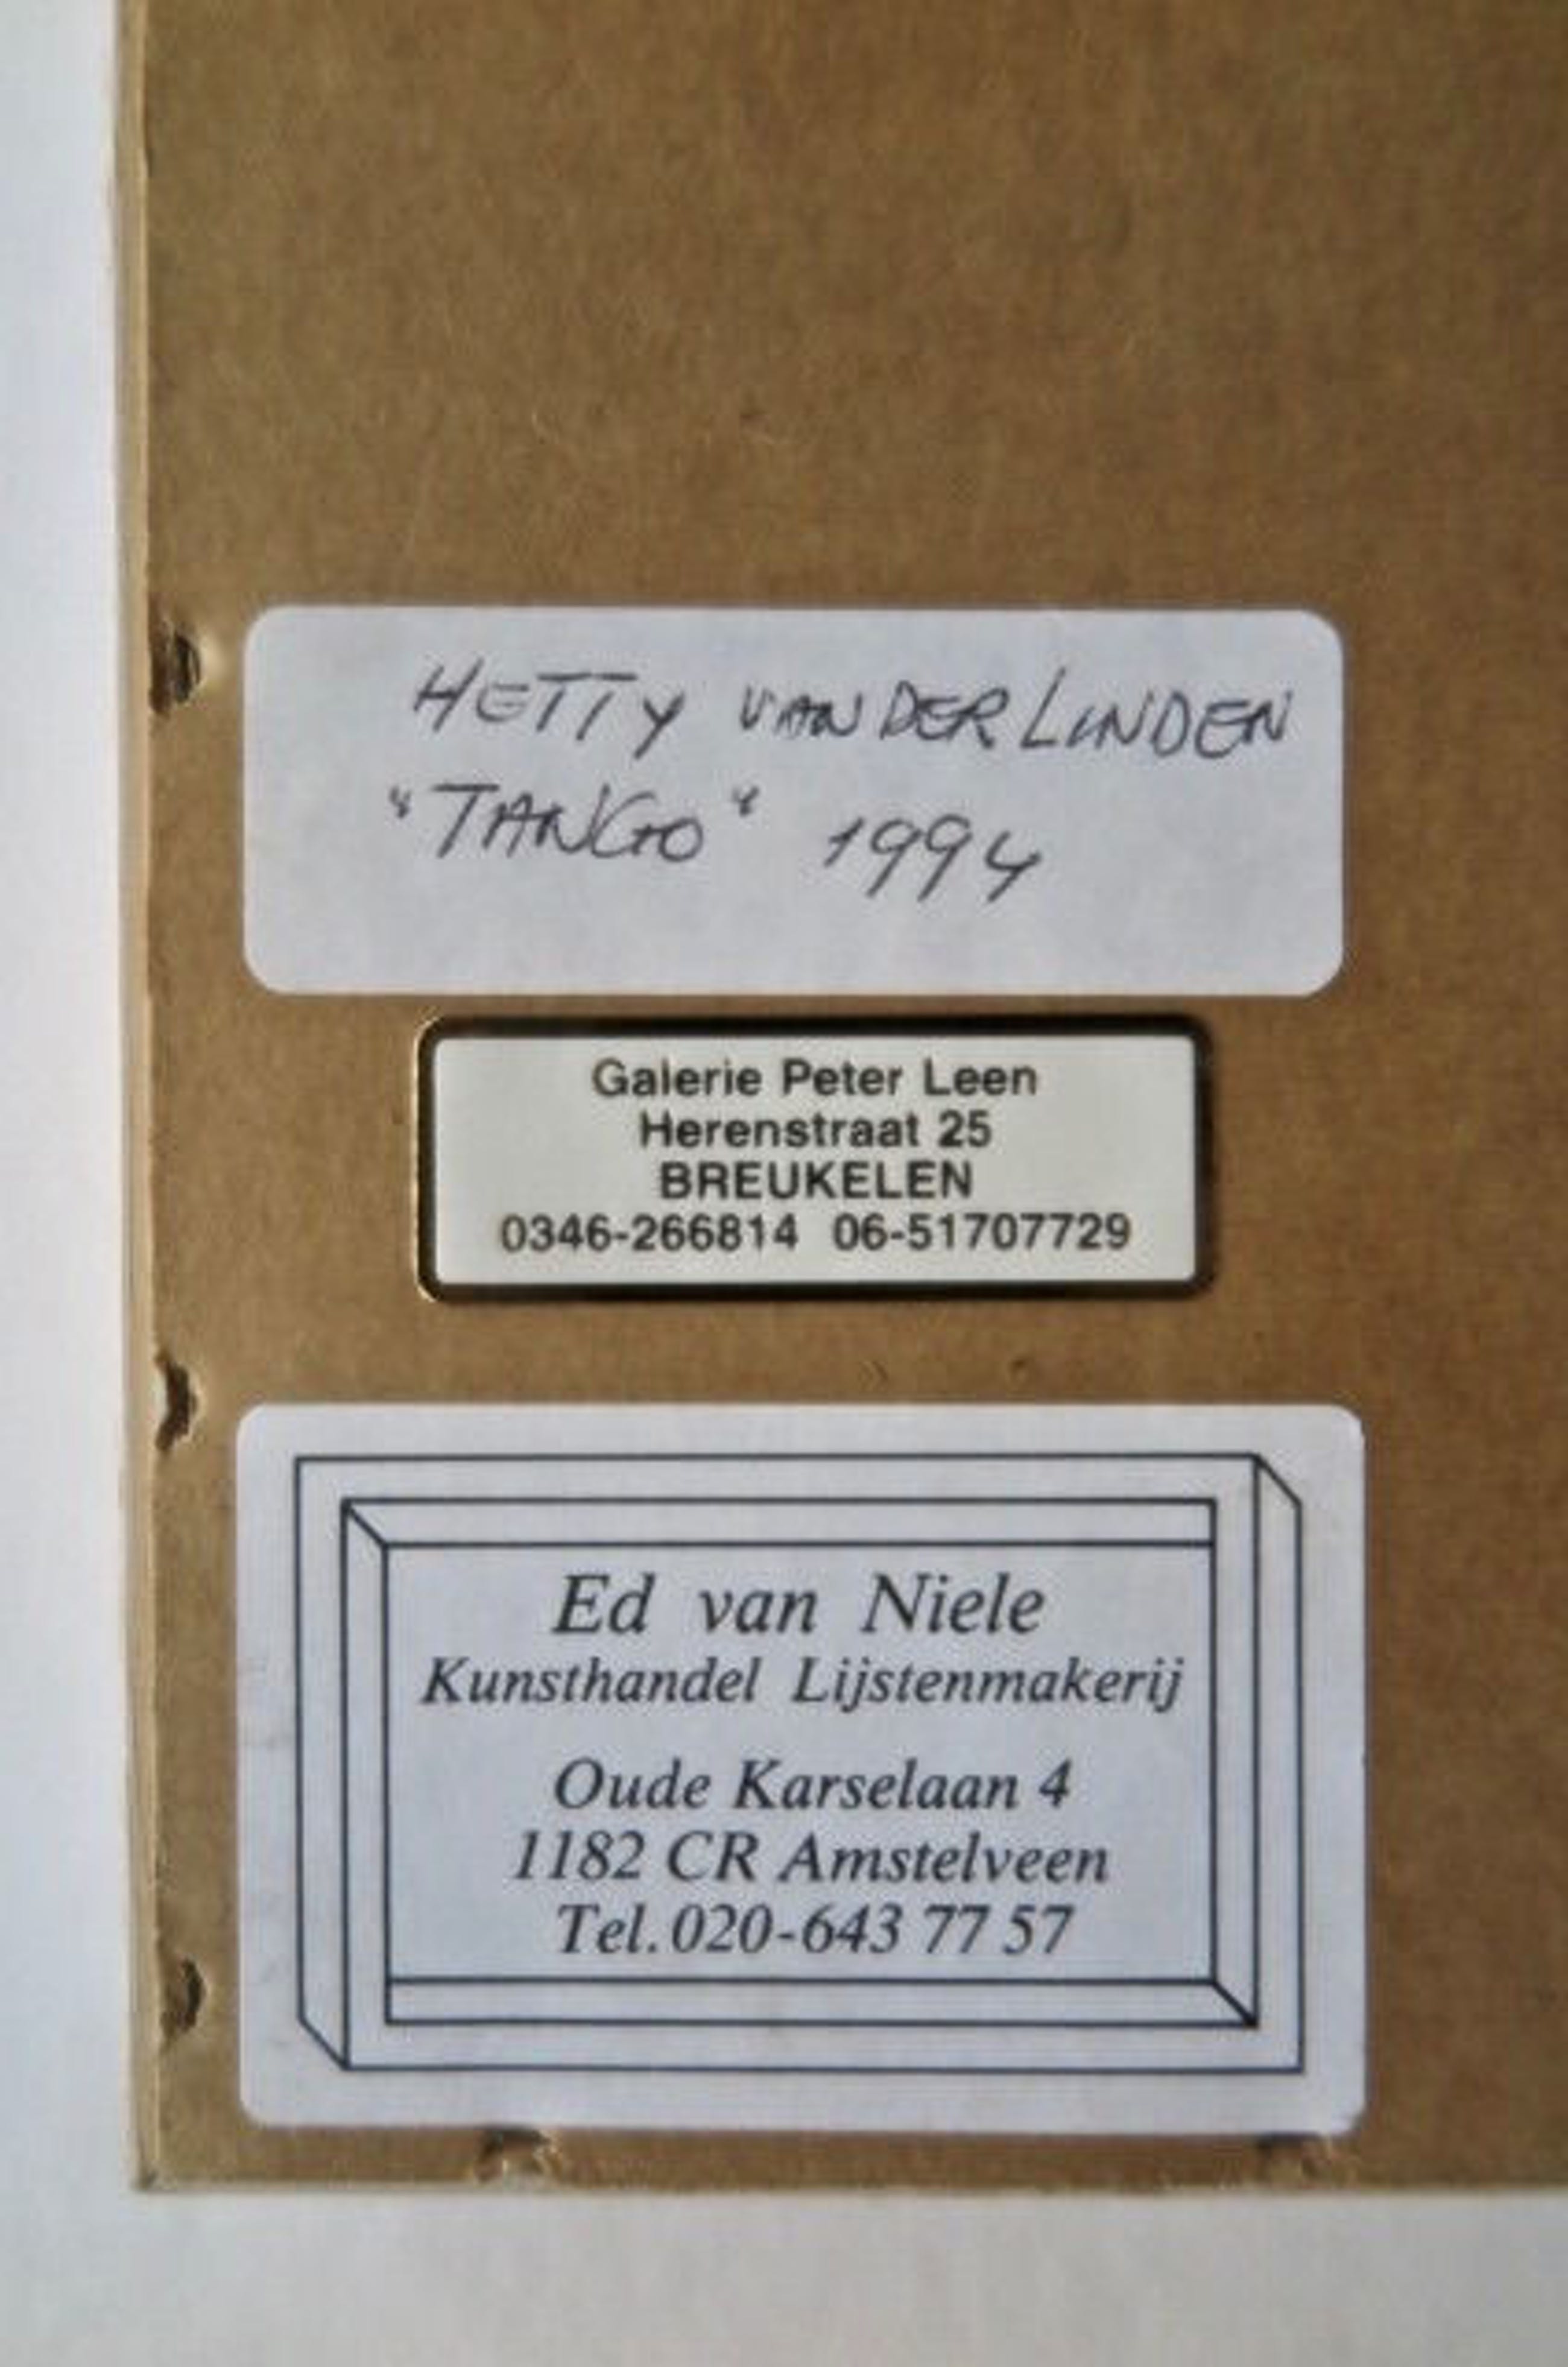 HETTY VAN DER LINDEN
"TANGO" 1994
Galerie Peter Leen
Herenstraat 25
BREUKELEN
0346-266814 06-51707729
Ed van Niele
Kunsthandel Lijstenmakerij
Oude Karselaan 4
1182 CR Amstelveen
Tel.020-643 77 57